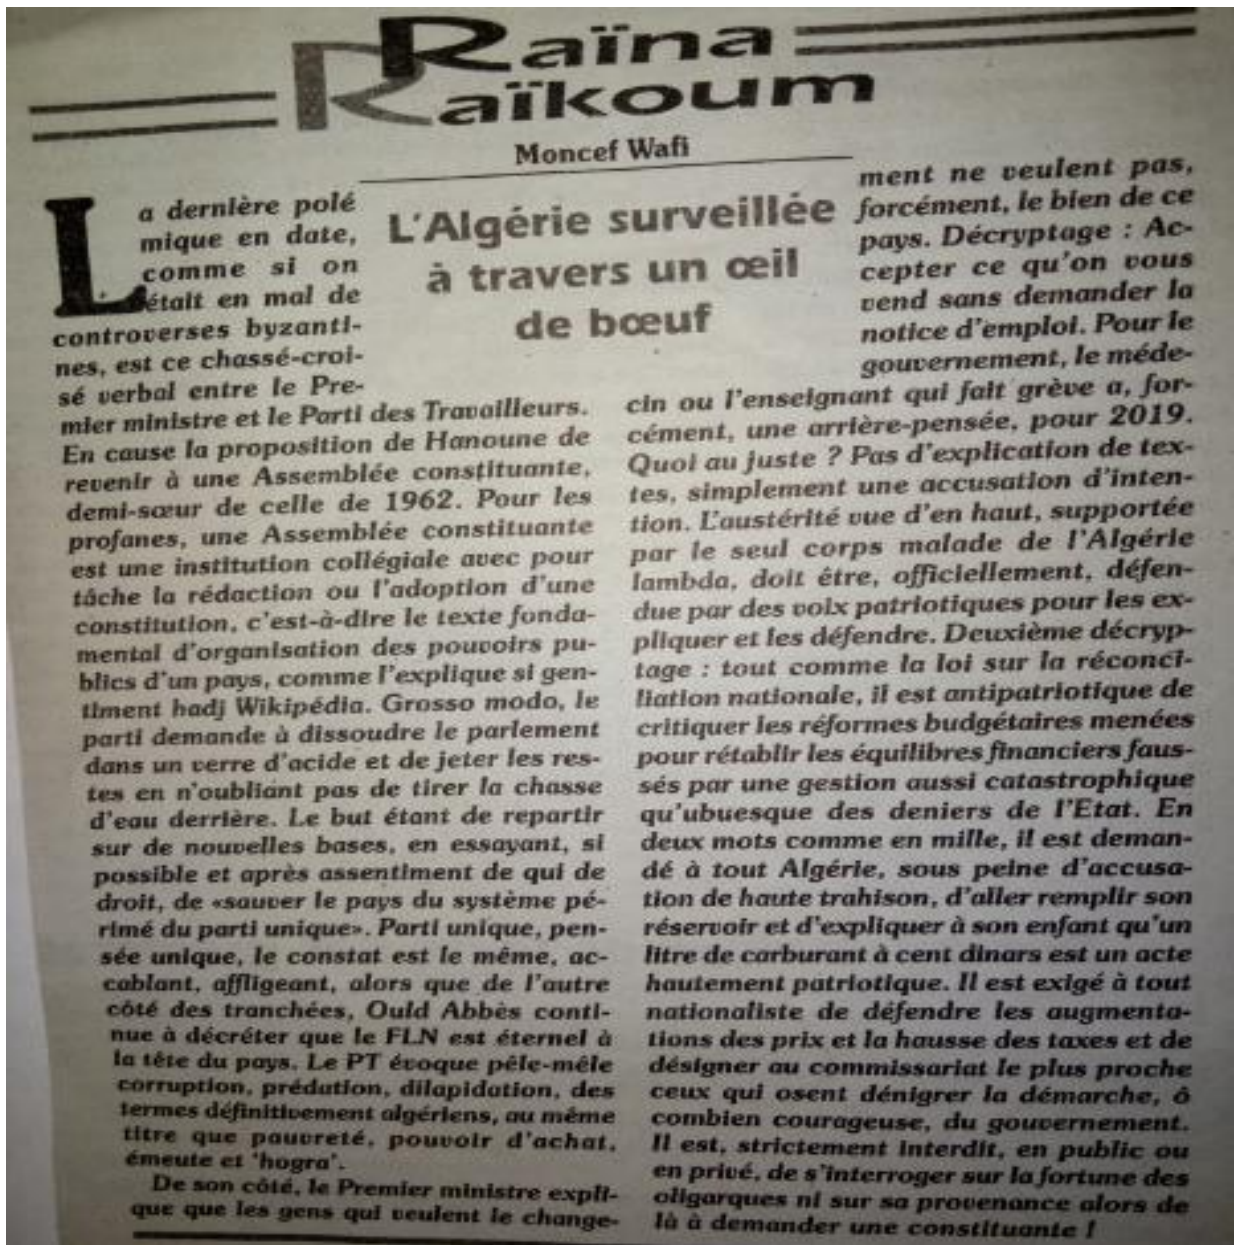 Raïna
Raïkoum
Moncef Wafi
L'Algérie surveillée
à travers un œil
de bœuf
La dernière polé
mique en date,
comme si on
était en mal de
controverses byzanti-
nes, est ce chassé-croi-
sé verbal entre le Pre-
mier ministre et le Parti des Travailleurs.
En cause la proposition de Hanoune de
revenir à une Assemblée constituante,
demi-sœur de celle de 1962. Pour les
profanes, une Assemblée constituante
est une institution collégiale avec pour
tâche la rédaction ou l'adoption d'une
constitution, c'est-à-dire le texte fonda-
mental d'organisation des pouvoirs pu-
blics d'un pays, comme l'explique si gen-
timent hadj Wikipédia. Grosso modo, le
parti demande à dissoudre le parlement
dans un verre d'acide et de jeter les res-
tes en n'oubliant pas de tirer la chasse
d'eau derrière. Le but étant de repartir
sur de nouvelles bases, en essayant, si
possible et après assentiment de qui de
droit, de «sauver le pays du système pé-
rimé du parti unique». Parti unique, pen-
sée unique, le constat est le même, ac-
cablant, affligeant, alors que de l'autre
côté des tranchées, Ould Abbès conti-
nue à décréter que le FLN est éternel à
la tête du pays. Le PT évoque pêle-mêle
corruption, prédation, dilapidation, des
termes définitivement algériens, au même
titre que pauvreté, pouvoir d'achat,
émeute et 'hogra'.
De son côté, le Premier ministre expli-
que que les gens qui veulent le change-
ment ne veulent pas,
forcément, le bien de ce
pays. Décryptage : Ac-
cepter ce qu'on vous
vend sans demander la
notice d'emploi. Pour le
gouvernement, le méde-
cin ou l'enseignant qui fait grève a, for-
cément, une arrière-pensée, pour 2019.
Quoi au juste ? Pas d'explication de tex-
tes, simplement une accusation d'inten-
tion. L'austérité vue d'en haut, supportée
par le seul corps malade de l'Algérie
lambda, doit être, officiellement, défen-
due par des voix patriotiques pour les ex-
pliquer et les défendre. Deuxième décryp-
tage : tout comme la loi sur la réconci-
liation nationale, il est antipatriotique de
critiquer les réformes budgétaires menées
pour rétablir les équilibres financiers faus-
sés par une gestion aussi catastrophique
qu'ubuesque des deniers de l'Etat. En
deux mots comme en mille, il est deman-
dé à tout Algérie, sous peine d'accusa-
tion de haute trahison, d'aller remplir son
réservoir et d'expliquer à son enfant qu'un
litre de carburant à cent dinars est un acte
hautement patriotique. Il est exigé à tout
nationaliste de défendre les augmenta-
tions des prix et la hausse des taxes et de
désigner au commissariat le plus proche
ceux qui osent dénigrer la démarche, ô
combien courageuse, du gouvernement.
Il est, strictement interdit, en public ou
en privé, de s'interroger sur la fortune des
oligarques ni sur sa provenance alors de
là à demander une constituante !